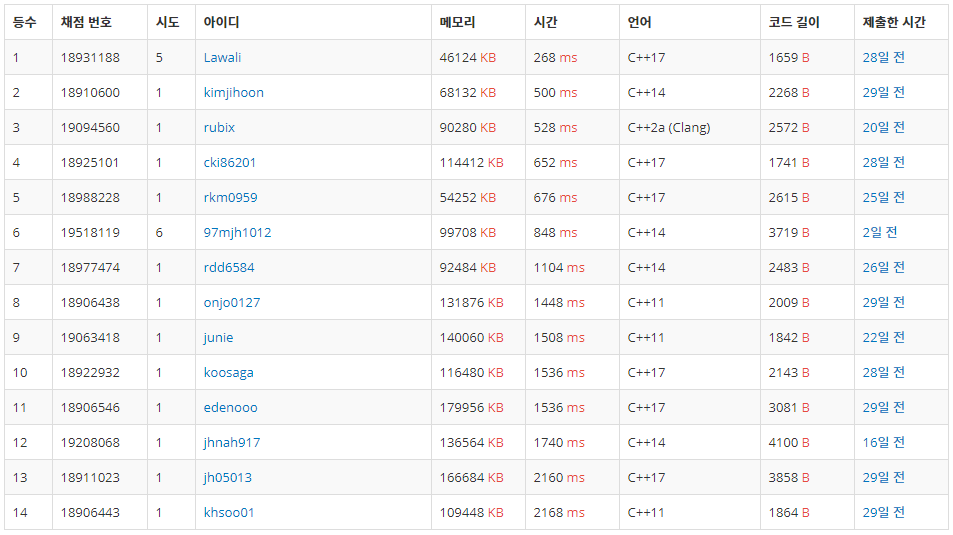 등수 채점 번호 시도 아이디 메모리 시간 언어 코드 길이 제출한 시간
1 18931188 5 Lawali 46124 KB 268 ms C++17 1659 B 28일 전
2 18910600 1 kimjihoon 68132 KB 500 ms C++14 2268 B 29일 전
3 19094560 1 rubix 90280 KB 528 ms C++2a (Clang) 2572 B 20일 전
4 18925101 1 cki86201 114412 KB 652 ms C++17 1741 B 28일 전
5 18988228 1 rkm0959 54252 KB 676 ms C++17 2615 B 25일 전
6 19518119 6 97mjh1012 99708 KB 848 ms C++14 3719 B 2일 전
7 18977474 1 rdd6584 92484 KB 1104 ms C++14 2483 B 26일 전
8 18906438 1 onjo0127 131876 KB 1448 ms C++11 2009 B 29일 전
9 19063418 1 junie 140060 KB 1508 ms C++11 1842 B 22일 전
10 18922932 1 koosaga 116480 KB 1536 ms C++17 2143 B 28일 전
11 18906546 1 edenooo 179956 KB 1536 ms C++17 3081 B 29일 전
12 19208068 1 jhnah917 136564 KB 1740 ms C++14 4100 B 16일 전
13 18911023 1 jh05013 166684 KB 2160 ms C++17 3858 B 29일 전
14 18906443 1 khsoo01 109448 KB 2168 ms C++11 1864 B 29일 전